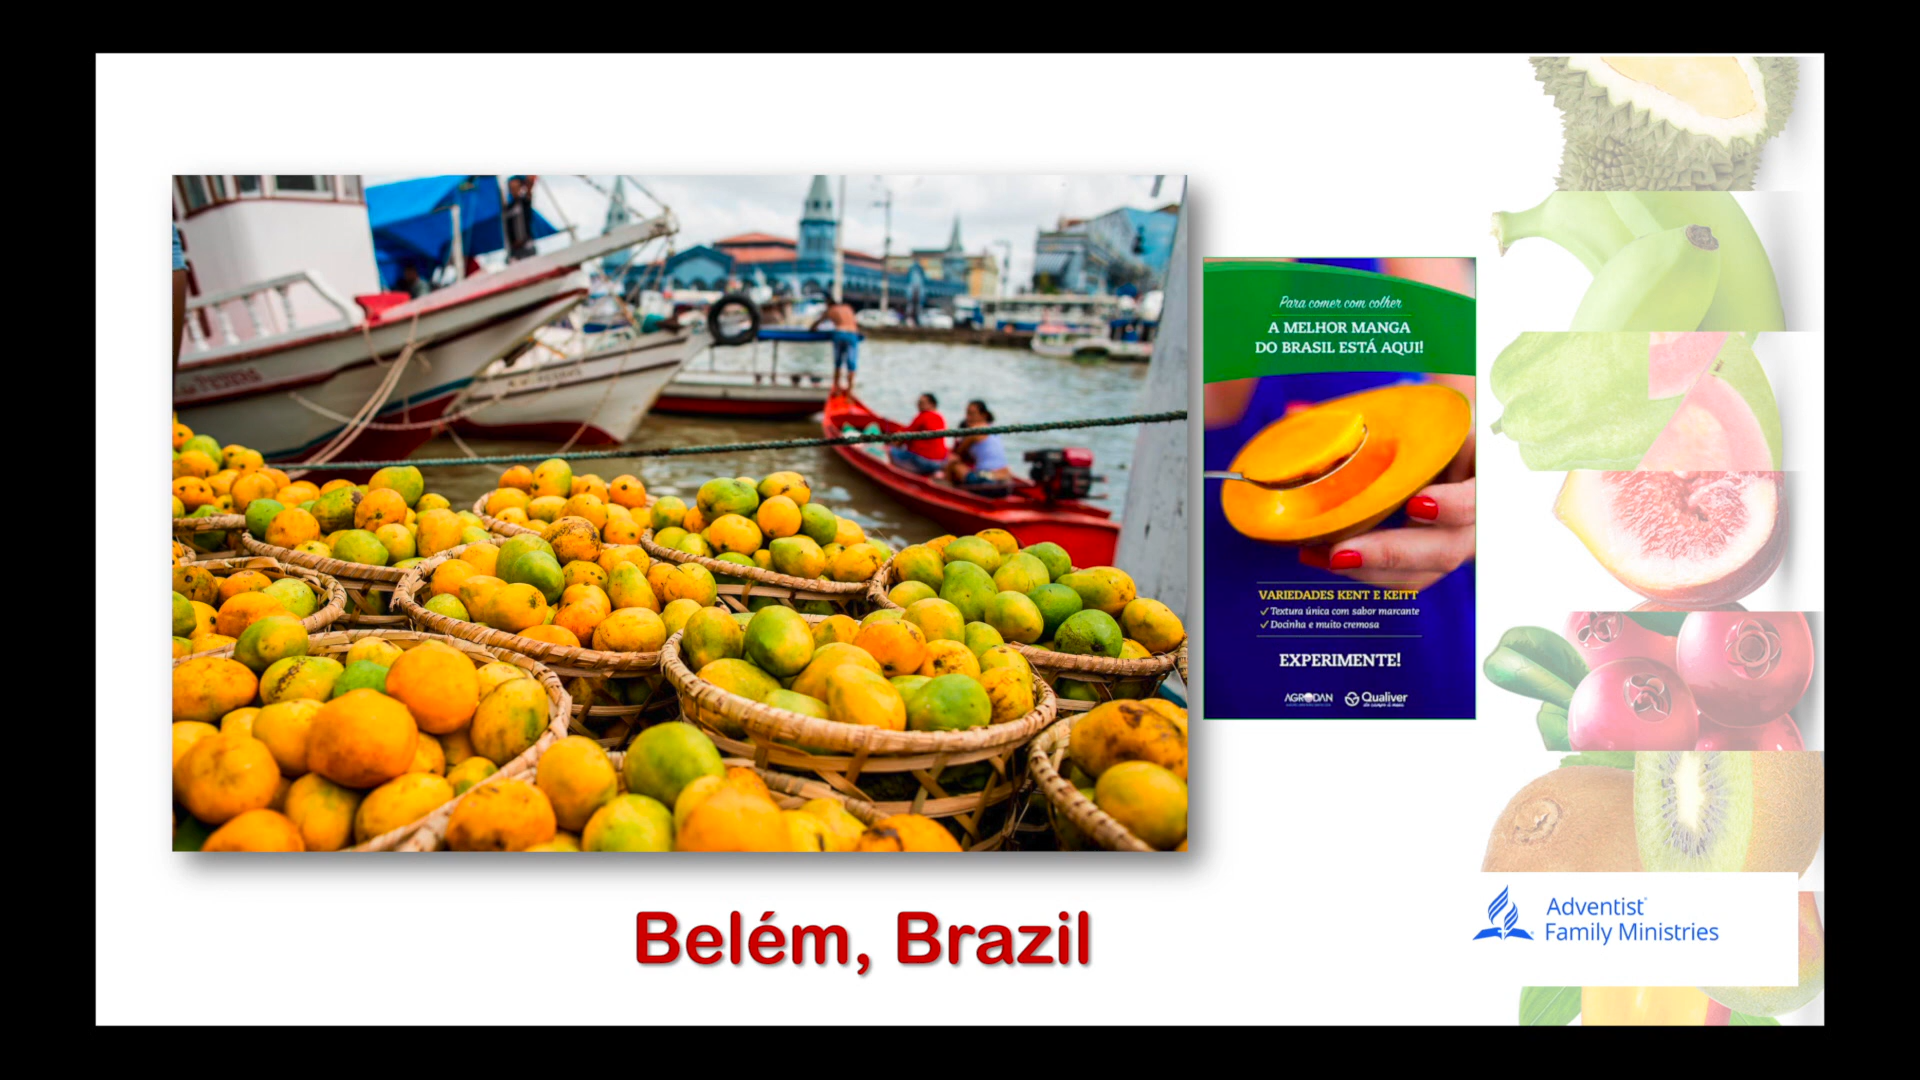 Para comer com colher
A MELHOR MANGA
DO BRASIL ESTÁ AQUI!
VARIEDADES KENT E KEITT
✓ Textura única com sabor marcante
✓ Docinha e muito cremosa
EXPERIMENTE!
AGRODAN
Qualiver
Belém, Brazil
Adventist
Family Ministries